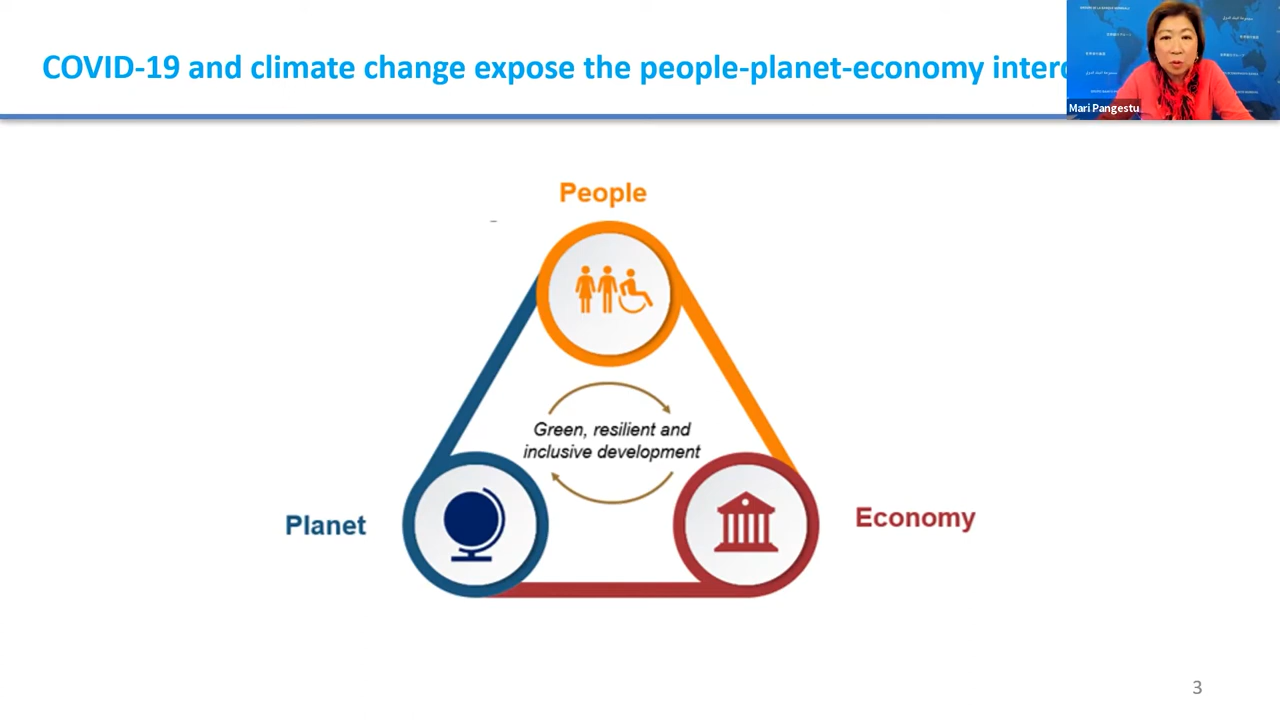 COVID-19 and climate change expose the people-planet-economy
Mari Pangestu
People
Green, resilient and
inclusive development
Planet
Economy
3